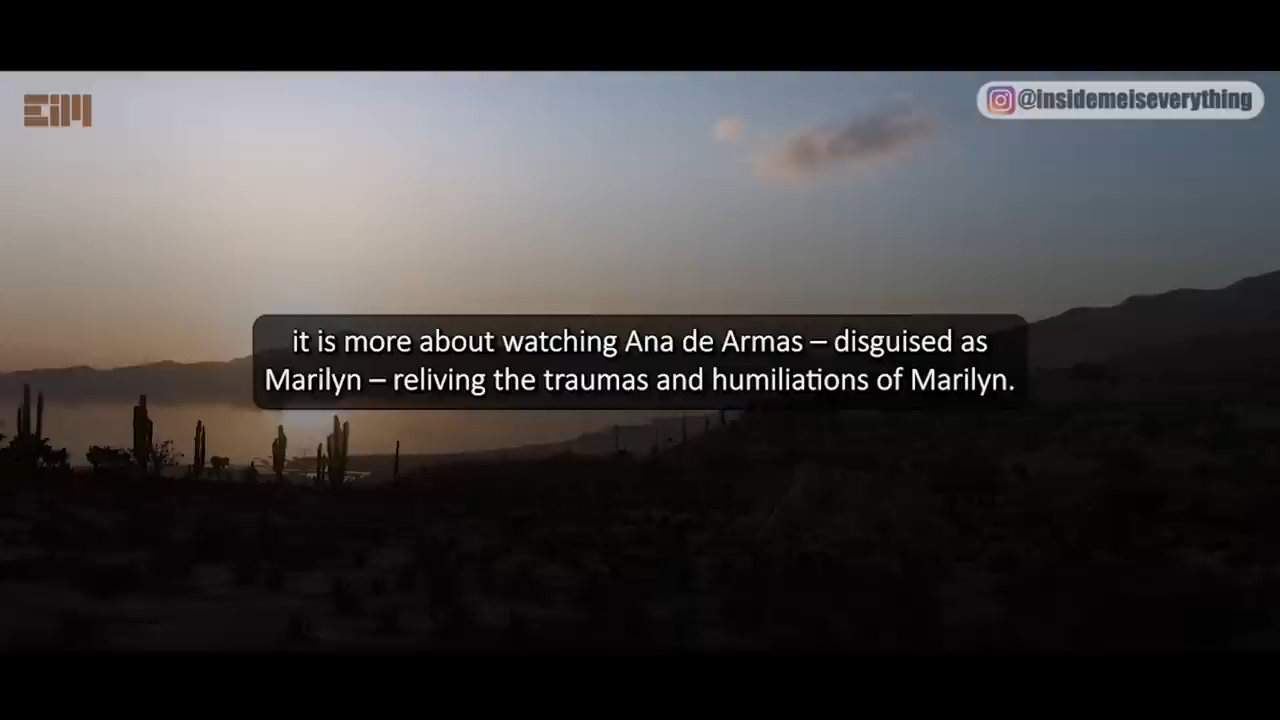 EiM
@insidemeiseverything
it is more about watching Ana de Armas – disguised as
Marilyn – reliving the traumas and humiliations of Marilyn.